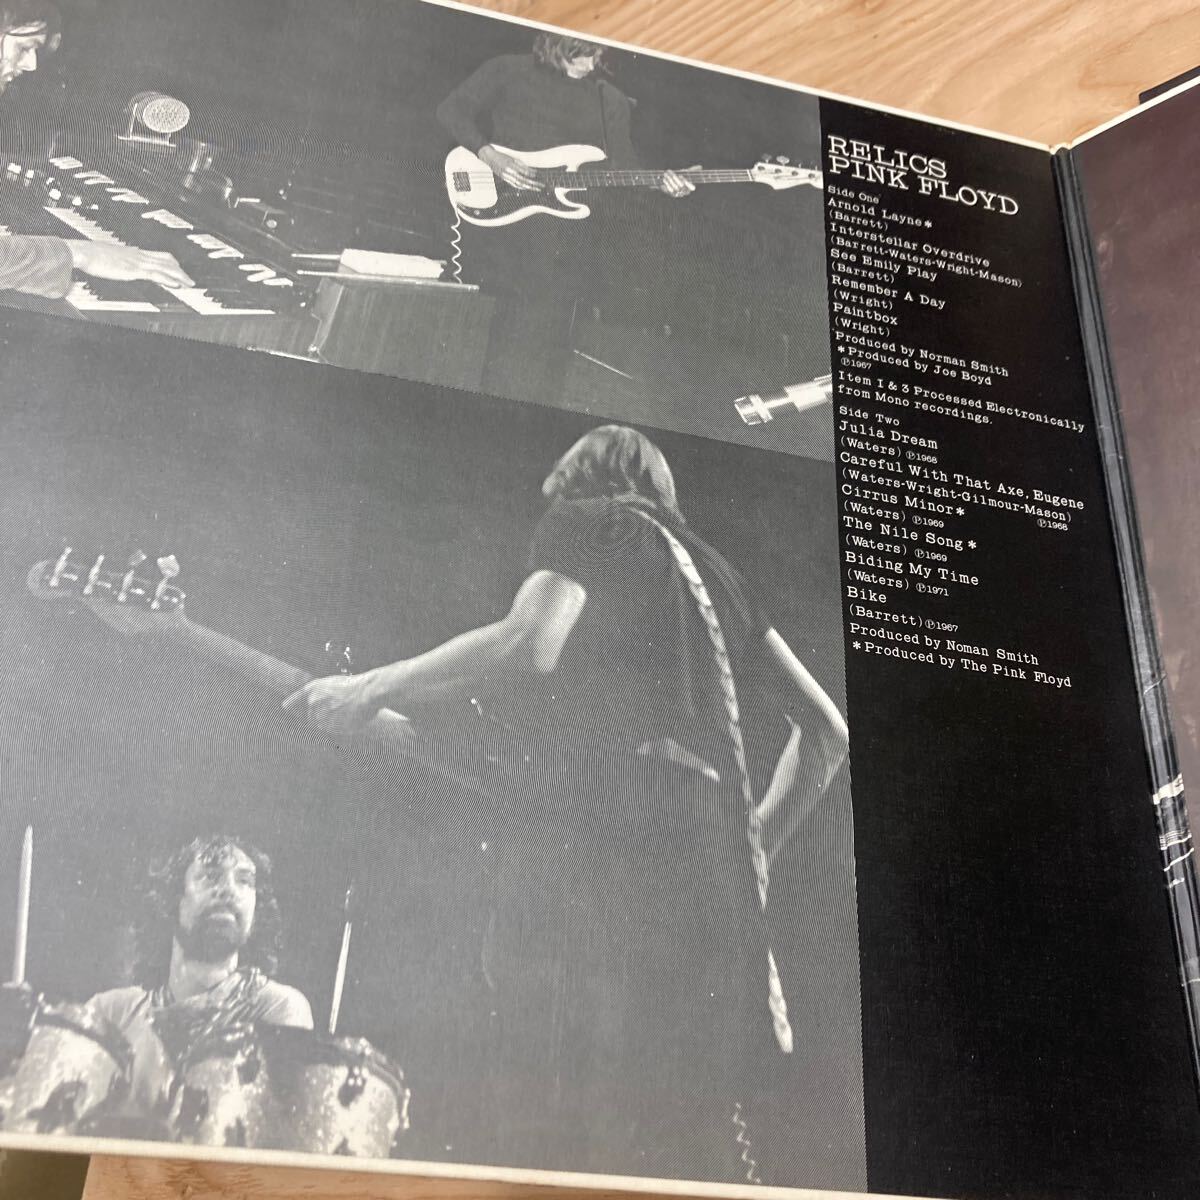 RELICS
PINK FLOYD
Side One
Arnold Layne*
(Barrett)
Interstellar Overdrive
(Barrett-Waters-Wright-Mason)
See Emily Play
(Barrett)
Remember A Day
(Wright)
Paintbox
(Wright)
Produced by Norman Smith
*Produced by Joe Boyd
℗1967
Item 1 & 3 Processed Electronically
from Mono recordings.
Side Two
Julia Dream
(Waters) ℗1968
Careful With That Axe, Eugene
(Waters-Wright-Gilmour-Mason)
℗1968
Cirrus Minor*
(Waters) ℗1969
The Nile Song*
(Waters) ℗1969
Biding My Time
(Waters) ℗1971
Bike
(Barrett) ℗1967
Produced by Noman Smith
*Produced by The Pink Floyd